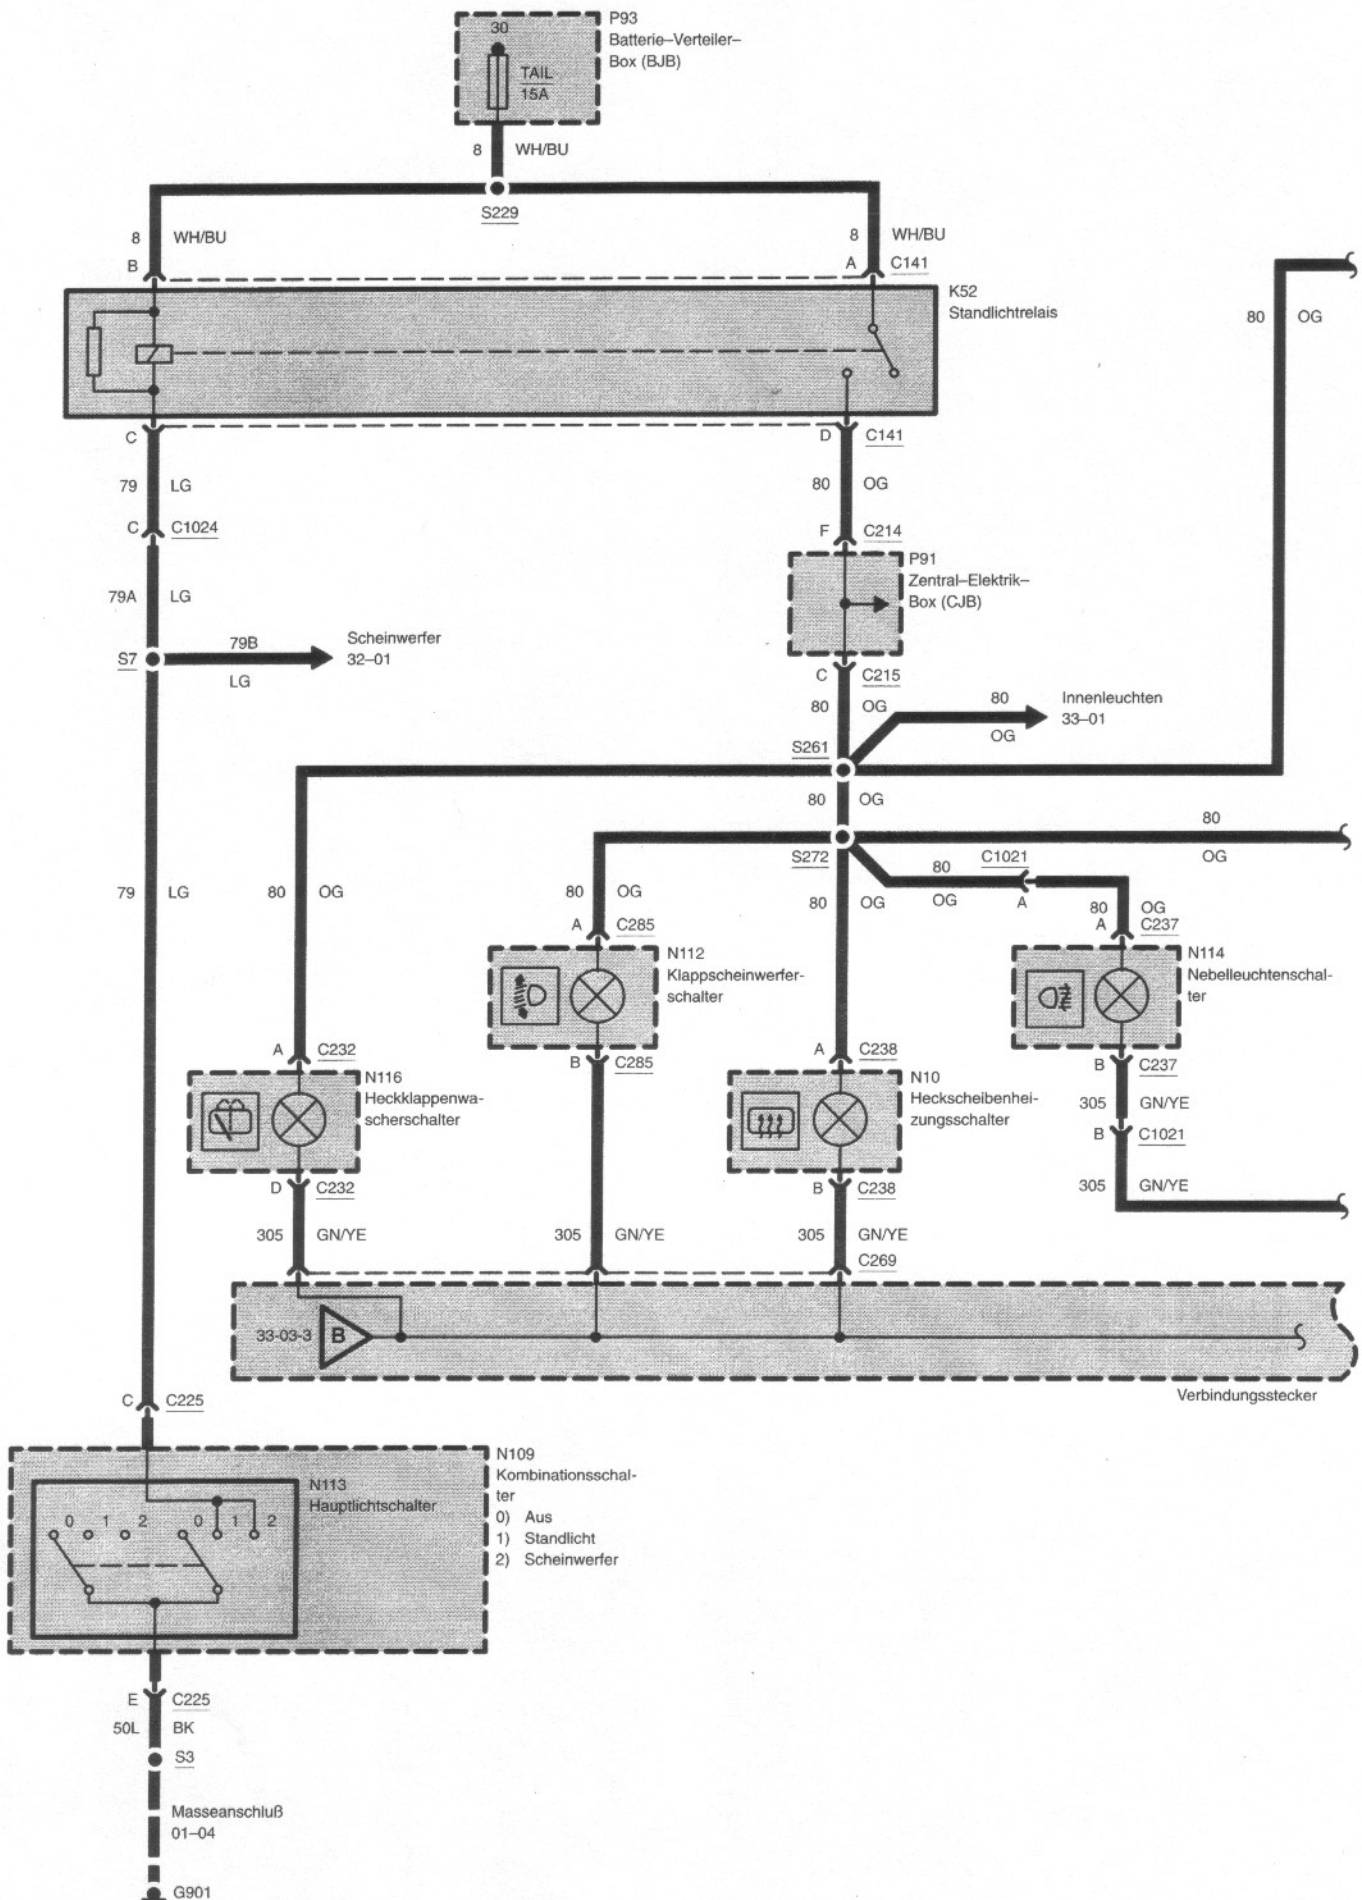 P93
Batterie–Verteiler–
Box (BJB)
30
TAIL
15A
8 WH/BU
S229
8 WH/BU
8 WH/BU
B
A C141
K52
Standlichtrelais
80 OG
C
D C141
79 LG
80 OG
C C1024
F C214
P91
Zentral–Elektrik–
Box (CJB)
79A LG
S7
79B
LG
Scheinwerfer
32–01
C C215
80 OG
80
OG
Innenleuchten
33–01
S261
80 OG
80
OG
S272
80
OG
C1021
A
79 LG
80 OG
80 OG
80 OG
80 OG
A C285
A C237
N112
Klappscheinwerfer-
schalter
N114
Nebelleuchtenschal-
ter
A C232
B C285
A C238
B C237
N116
Heckklappenwa-
scherschalter
N10
Heckscheibenhei-
zungsschalter
305 GN/YE
B C1021
D C232
B C238
305 GN/YE
305 GN/YE
305 GN/YE
305 GN/YE
C269
33-03-3
B
Verbindungsstecker
C C225
N109
Kombinationsschal-
ter
0) Aus
1) Standlicht
2) Scheinwerfer
N113
Hauptlichtschalter
0 1 2 0 1 2
E C225
50L BK
S3
Masseanschluß
01–04
G901